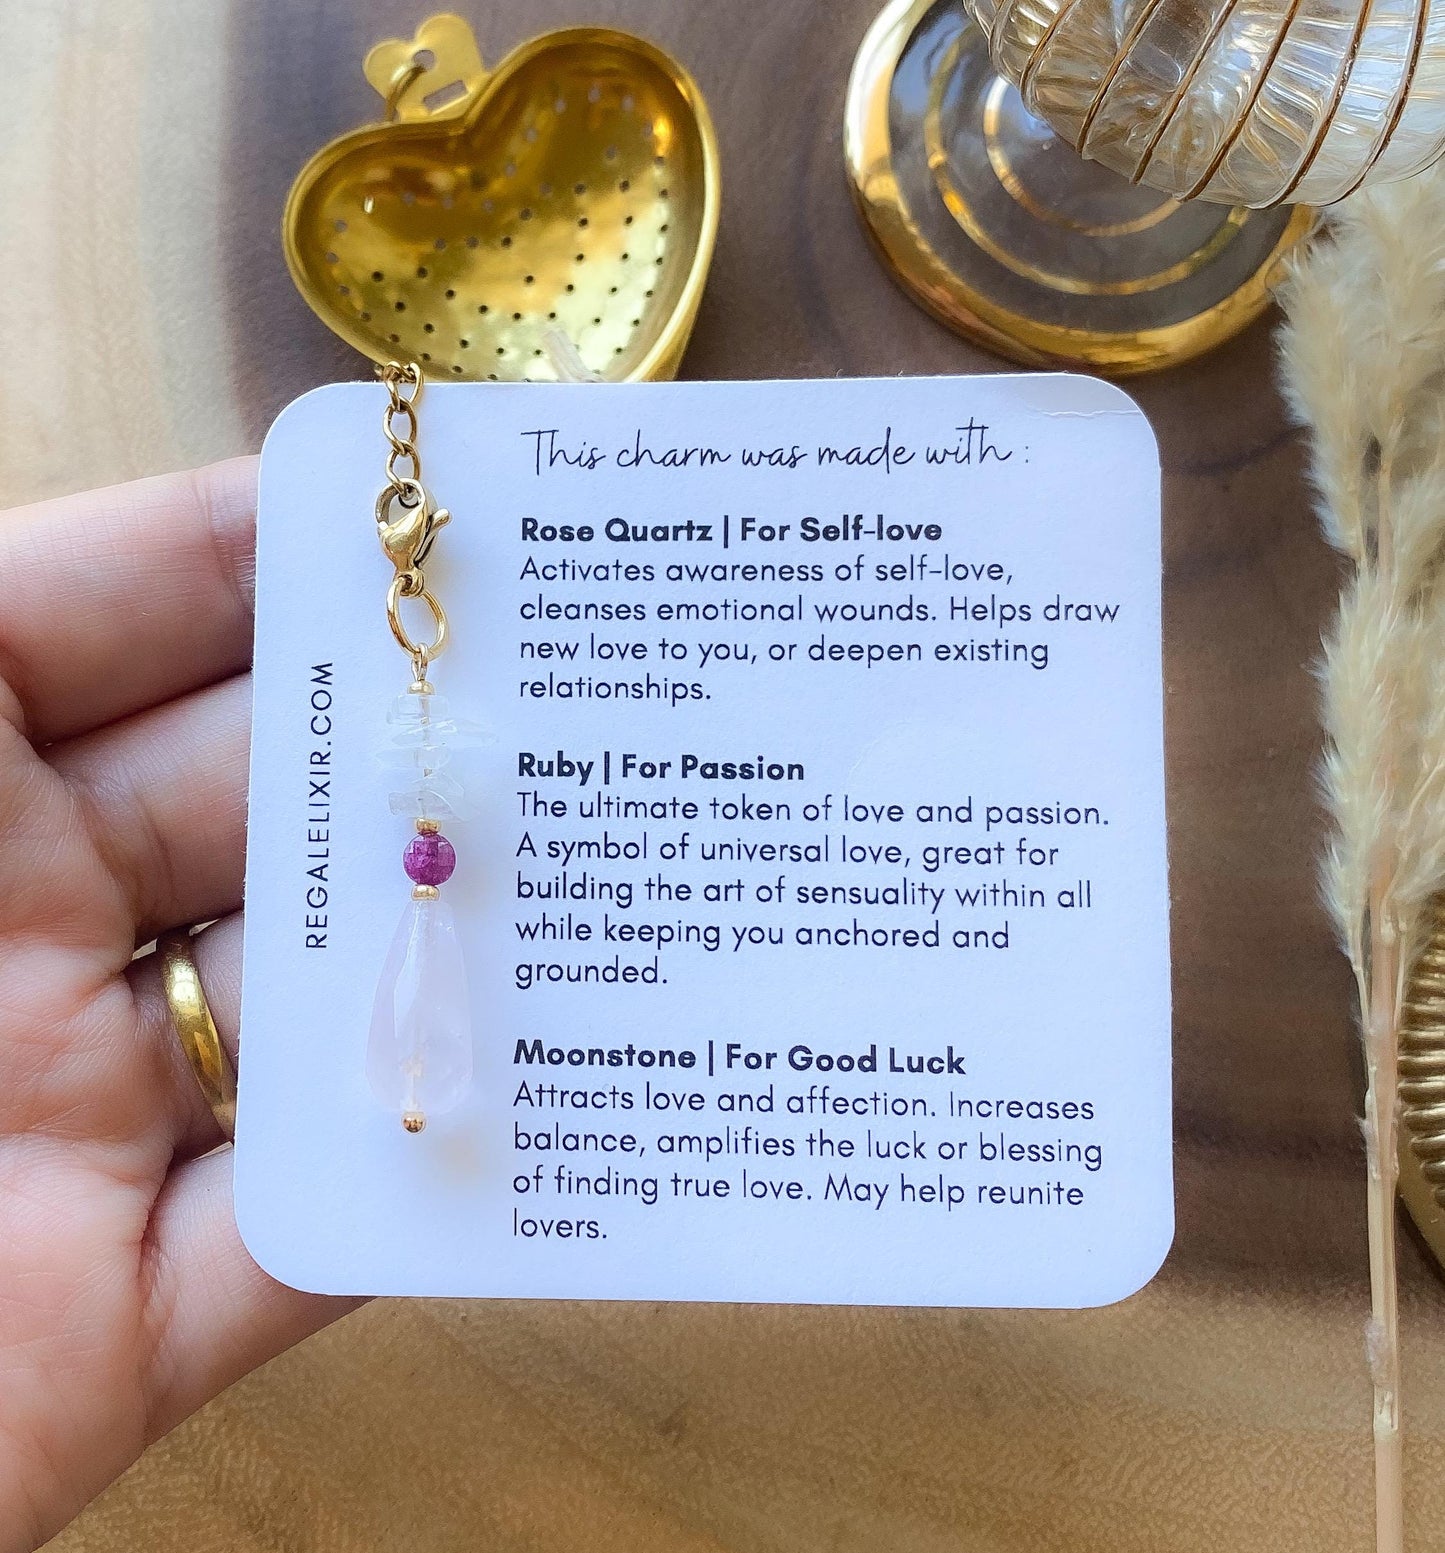 This charm was made with :
Rose Quartz | For Self-love
Activates awareness of self-love,
cleanses emotional wounds. Helps draw
new love to you, or deepen existing
relationships.
Ruby | For Passion
The ultimate token of love and passion.
A symbol of universal love, great for
building the art of sensuality within all
while keeping you anchored and
grounded.
Moonstone | For Good Luck
Attracts love and affection. Increases
balance, amplifies the luck or blessing
of finding true love. May help reunite
lovers.
REGALELIXIR.COM